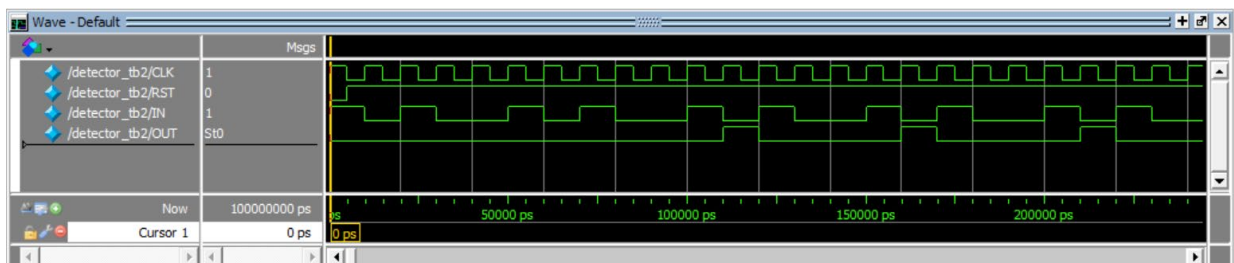 Wave - Default
Msgs
/detector_tb2/CLK 1
/detector_tb2/RST 0
/detector_tb2/IN 1
/detector_tb2/OUT St0
Now 100000000 ps ps 50000 ps 100000 ps 150000 ps 200000 ps
Cursor 1 0 ps 0 ps